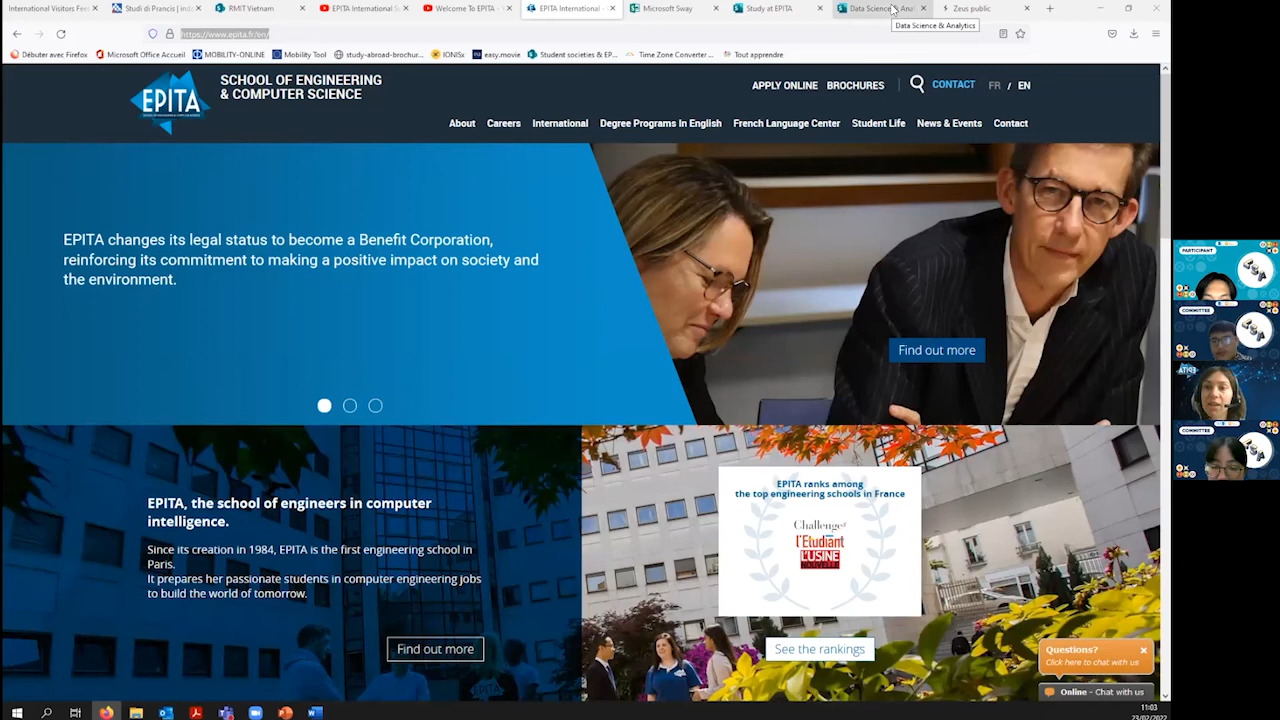 International Visitors Fee
Studi di Prancis | indo
RMIT Vietnam
EPITA International S
Welcome To EPITA -
EPITA International -
Microsoft Sway
Study at EPITA
Data Science & Anal
Zeus public
Data Science & Analytics
https://www.epita.fr/en/
Débuter avec Firefox
Microsoft Office Accueil
MOBILITY-ONLINE
Mobility Tool
study-abroad-brochur...
IONISx
easy.movie
Student societies & EP...
Time Zone Converter ...
Tout apprendre
EPITA
SCHOOL OF ENGINEERING
& COMPUTER SCIENCE
APPLY ONLINE
BROCHURES
CONTACT
FR / EN
About
Careers
International
Degree Programs In English
French Language Center
Student Life
News & Events
Contact
EPITA changes its legal status to become a Benefit Corporation,
reinforcing its commitment to making a positive impact on society and
the environment.
Find out more
PARTICIPANT
COMMITTEE
EPITA
COMMITTEE
EPITA, the school of engineers in computer
intelligence.
Since its creation in 1984, EPITA is the first engineering school in
Paris.
It prepares her passionate students in computer engineering jobs
to build the world of tomorrow.
Find out more
EPITA ranks among
the top engineering schools in France
Challenges
l'Etudiant
L'USINE
NOUVELLE
See the rankings
Questions?
Click here to chat with us
Online - Chat with us
11:03
23/02/2022